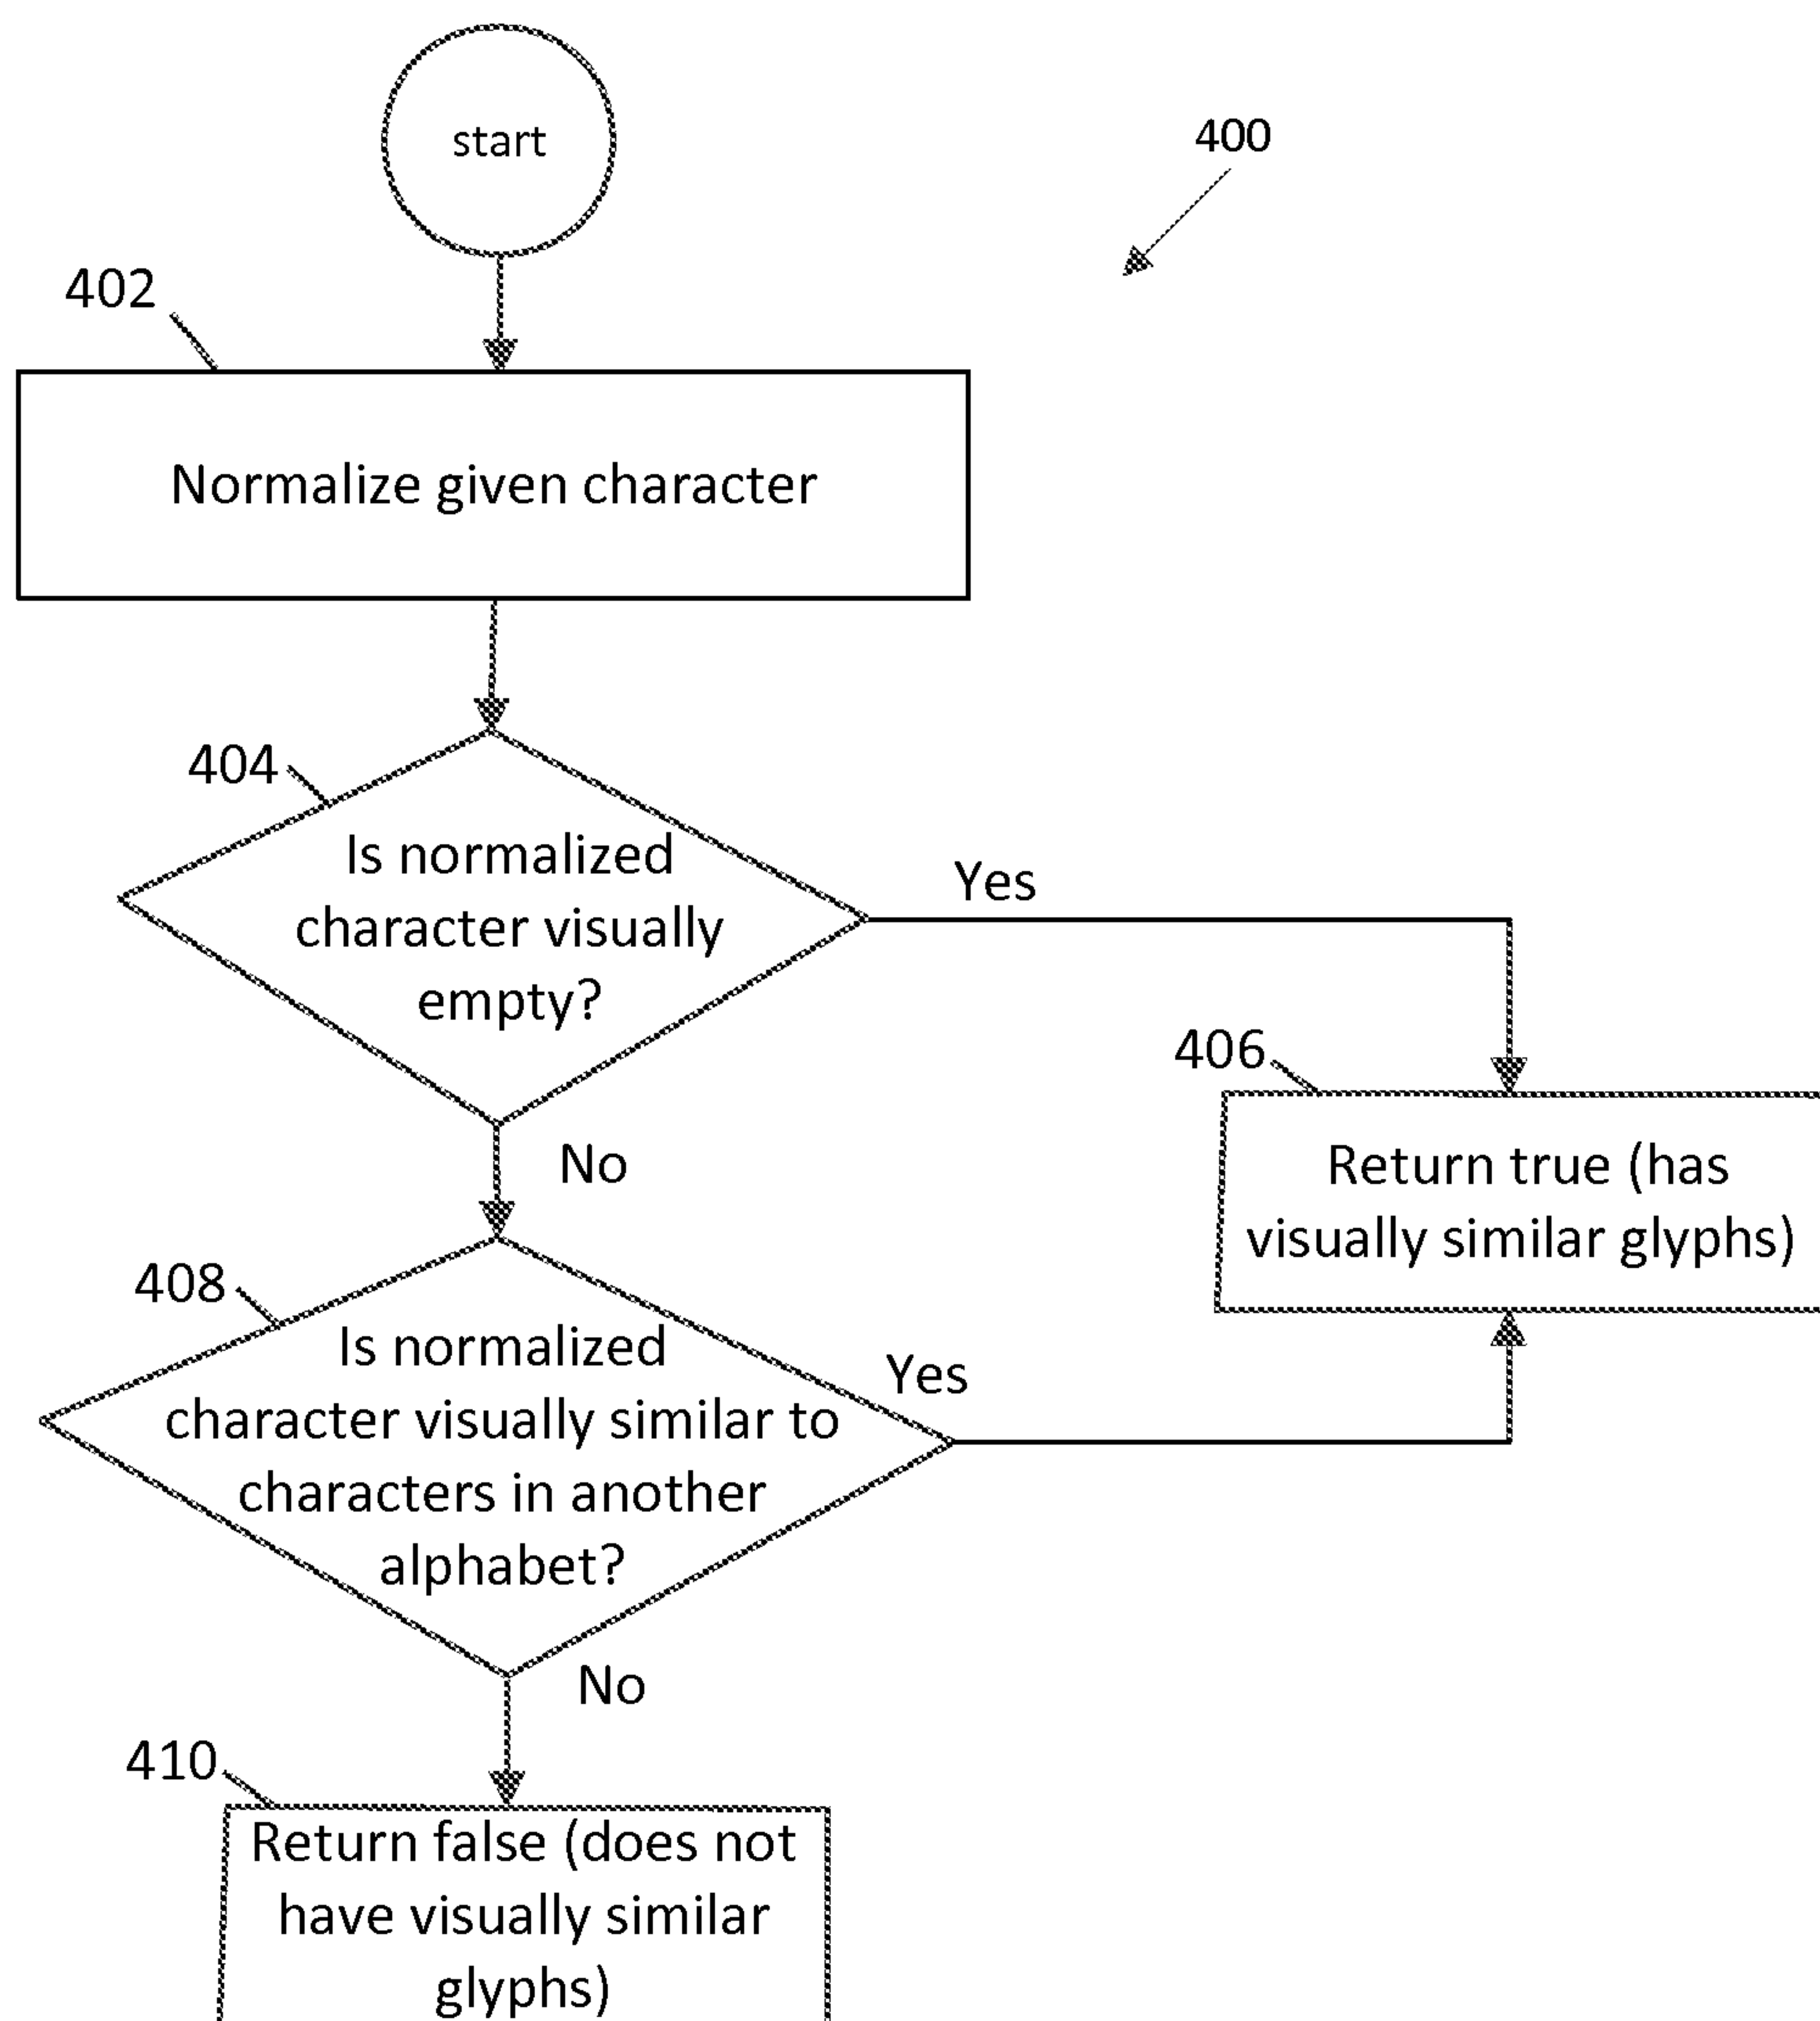 start
400
402
Normalize given character
404
Is normalized
character visually
empty?
Yes
406
Return true (has
visually similar glyphs)
No
408
Is normalized
character visually similar to
characters in another
alphabet?
Yes
No
410
Return false (does not
have visually similar
glyphs)